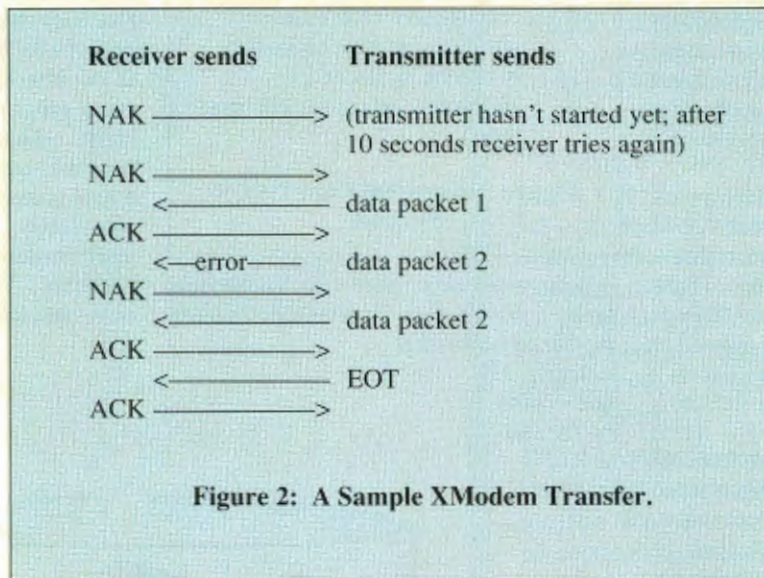 Receiver sends Transmitter sends
NAK (transmitter hasn't started yet; after
10 seconds receiver tries again)
NAK
data packet 1
ACK
error data packet 2
NAK
data packet 2
ACK
EOT
ACK
Figure 2: A Sample XModem Transfer.